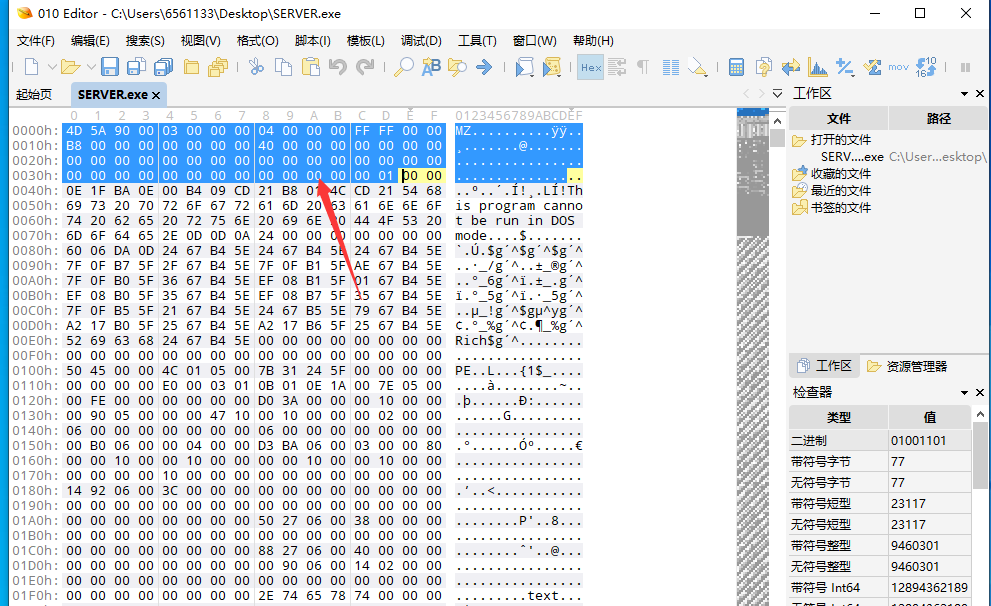 010 Editor - C:\Users\6561133\Desktop\SERVER.exe
文件(F) 编辑(E) 搜索(S) 视图(V) 格式(O) 脚本(I) 模板(L) 调试(D) 工具(T) 窗口(W) 帮助(H)
Hex
起始页 SERVER.exe
0 1 2 3 4 5 6 7 8 9 A B C D E F 0123456789ABCDEF
0000h: 4D 5A 90 00 03 00 00 00 04 00 00 00 FF FF 00 00 MZ..........ÿÿ..
0010h: B8 00 00 00 00 00 00 00 40 00 00 00 00 00 00 00 ¸.......@.......
0020h: 00 00 00 00 00 00 00 00 00 00 00 00 00 00 00 00 ................
0030h: 00 00 00 00 00 00 00 00 00 00 00 00 00 01 00 00 ................
0040h: 0E 1F BA 0E 00 B4 09 CD 21 B8 01 4C CD 21 54 68 ..º..´.Í!¸.LÍ!Th
0050h: 69 73 20 70 72 6F 67 72 61 6D 20 63 61 6E 6E 6F is program canno
0060h: 74 20 62 65 20 72 75 6E 20 69 6E 20 44 4F 53 20 t be run in DOS
0070h: 6D 6F 64 65 2E 0D 0D 0A 24 00 00 00 00 00 00 00 mode....$.......
0080h: 60 06 DA 0D 24 67 B4 5E 24 67 B4 5E 24 67 B4 5E `.Ú.$g´^$g´^$g´^
0090h: 7F 0F B7 5F 2F 67 B4 5E 7F 0F B1 5F AE 67 B4 5E ..·_/g´^..±_®g´^
00A0h: 7F 0F B0 5F 36 67 B4 5E EF 08 B1 5F 01 67 B4 5E ..°_6g´^ï.±_.g´^
00B0h: EF 08 B0 5F 35 67 B4 5E EF 08 B7 5F 35 67 B4 5E ï.°_5g´^ï.·_5g´^
00C0h: 7F 0F B5 5F 21 67 B4 5E 24 67 B5 5E 79 67 B4 5E ..µ_!g´^$gµ^yg´^
00D0h: A2 17 B0 5F 25 67 B4 5E A2 17 B6 5F 25 67 B4 5E ¢.°_%g´^¢.¶_%g´^
00E0h: 52 69 63 68 24 67 B4 5E 00 00 00 00 00 00 00 00 Rich$g´^........
00F0h: 00 00 00 00 00 00 00 00 00 00 00 00 00 00 00 00 ................
0100h: 50 45 00 00 4C 01 05 00 7B 31 24 5F 00 00 00 00 PE..L...{1$_....
0110h: 00 00 00 00 E0 00 03 01 0B 01 0E 1A 00 7E 05 00 ....à........~..
0120h: 00 FE 00 00 00 00 00 00 D0 3A 00 00 00 10 00 00 .þ......Ð:......
0130h: 00 90 05 00 00 00 47 10 00 10 00 00 00 02 00 00 ......G.........
0140h: 06 00 00 00 00 00 00 00 06 00 00 00 00 00 00 00 ................
0150h: 00 B0 06 00 00 04 00 00 D3 BA 06 00 03 00 00 80 .°......Óº.....€
0160h: 00 00 10 00 00 10 00 00 00 00 10 00 00 10 00 00 ................
0170h: 00 00 00 00 10 00 00 00 00 00 00 00 00 00 00 00 ................
0180h: 14 92 06 00 3C 00 00 00 00 00 00 00 00 00 00 00 .’..<...........
0190h: 00 00 00 00 00 00 00 00 00 00 00 00 00 00 00 00 ................
01A0h: 00 00 00 00 00 00 00 00 50 27 06 00 38 00 00 00 ........P'..8...
01B0h: 00 00 00 00 00 00 00 00 00 00 00 00 00 00 00 00 ................
01C0h: 00 00 00 00 00 00 00 00 88 27 06 00 40 00 00 00 ........ˆ'..@...
01D0h: 00 00 00 00 00 00 00 00 00 90 06 00 14 02 00 00 ................
01E0h: 00 00 00 00 00 00 00 00 00 00 00 00 00 00 00 00 ................
01F0h: 00 00 00 00 00 00 00 00 2E 74 65 78 74 00 00 00 .........text...
工作区
文件 路径
打开的文件
SERV....exe C:\User...esktop\
收藏的文件
最近的文件
书签的文件
工作区 资源管理器
检查器
类型 值
二进制 01001101
带符号字节 77
无符号字节 77
带符号短型 23117
无符号短型 23117
带符号整型 9460301
无符号整型 9460301
带符号 Int64 12894362189